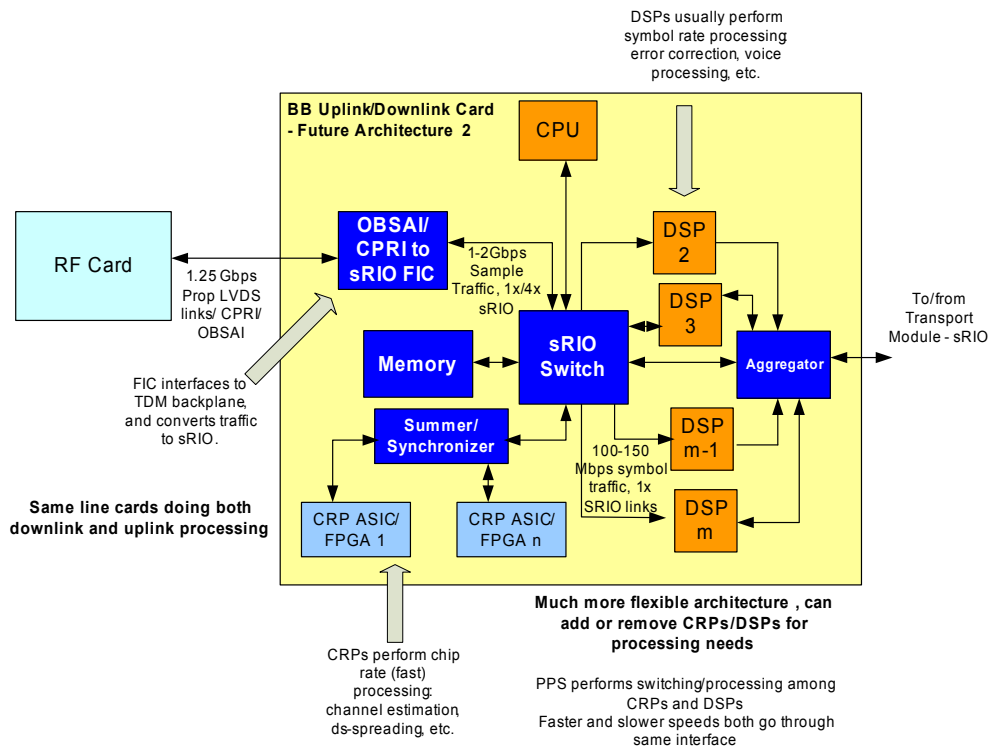 DSPs usually perform
symbol rate processing:
error correction, voice
processing, etc.
BB Uplink/Downlink Card
- Future Architecture 2
CPU
RF Card
OBSAI/
CPRI to
sRIO FIC
1.25 Gbps
Prop LVDS
links/ CPRI/
OBSAI
1-2Gbps
Sample
Traffic, 1x/4x
sRIO
DSP
2
DSP
3
To/from
Transport
Module - sRIO
Memory
sRIO
Switch
Aggregator
FIC interfaces to
TDM backplane,
and converts traffic
to sRIO.
Summer/
Synchronizer
DSP
m-1
100-150
Mbps symbol
traffic, 1x
SRIO links
Same line cards doing both
downlink and uplink processing
CRP ASIC/
FPGA 1
CRP ASIC/
FPGA n
DSP
m
Much more flexible architecture , can
add or remove CRPs/DSPs for
processing needs
CRPs perform chip
rate (fast)
processing:
channel estimation,
ds-spreading, etc.
PPS performs switching/processing among
CRPs and DSPs
Faster and slower speeds both go through
same interface